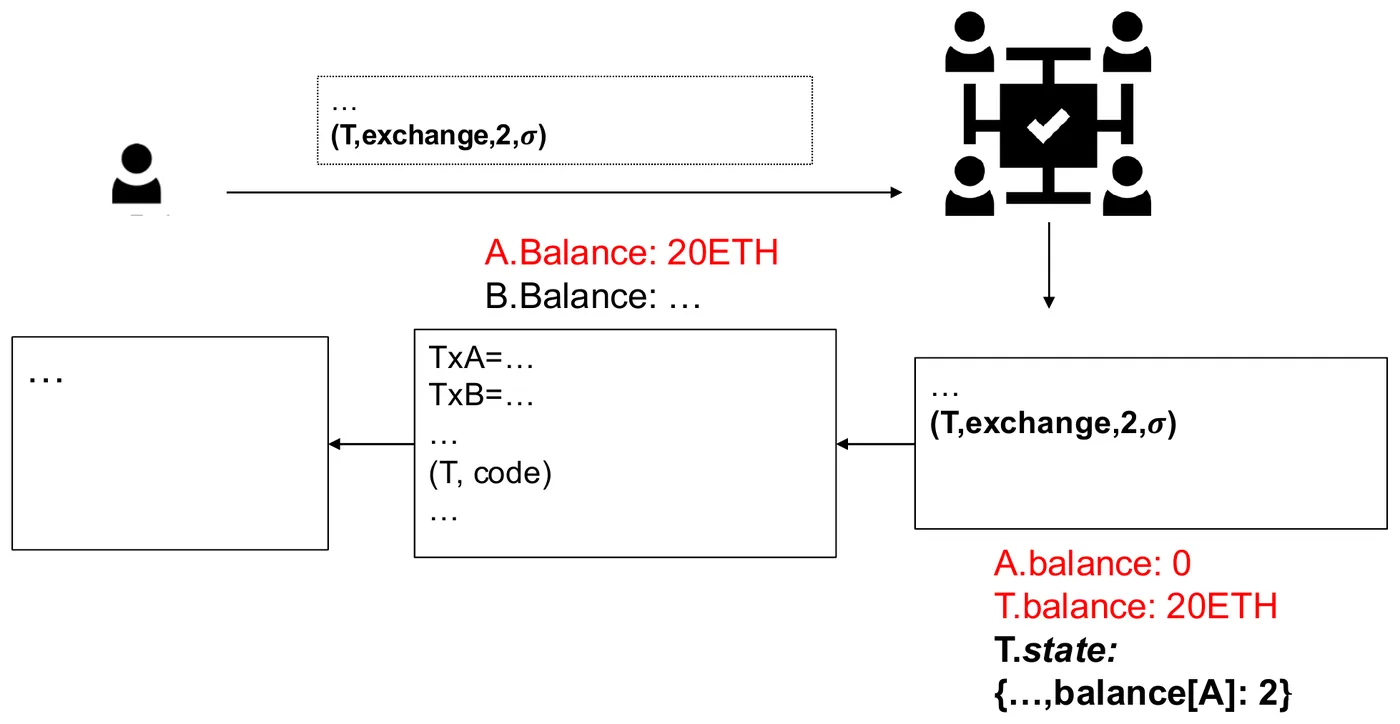 …
(T,exchange,2,σ)
A.Balance: 20ETH
B.Balance: …
…
TxA=…
TxB=…
…
(T, code)
…
…
(T,exchange,2,σ)
A.balance: 0
T.balance: 20ETH
T.state:
{…,balance[A]: 2}